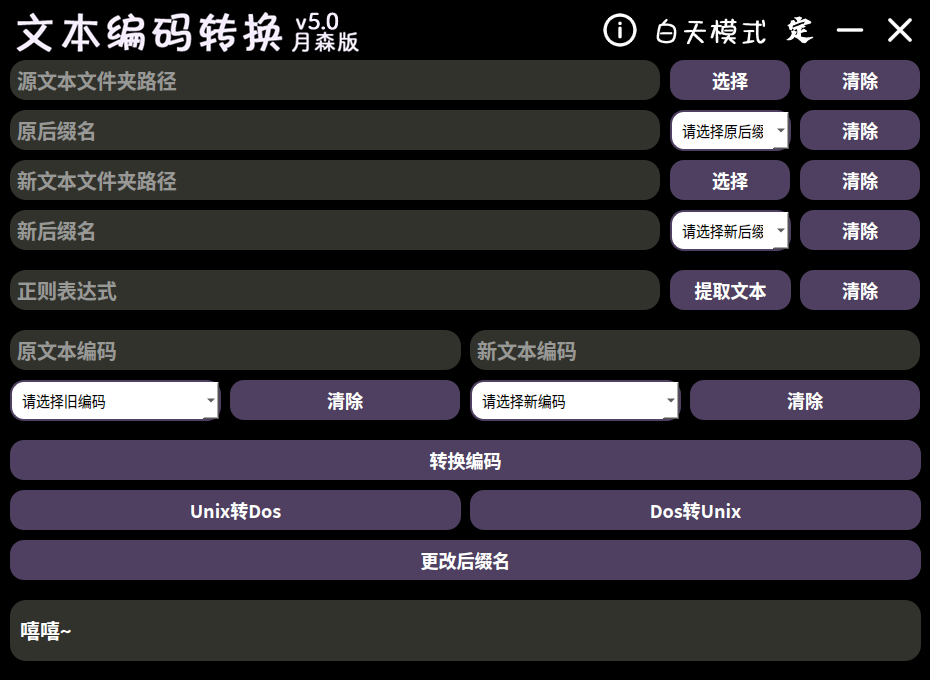 文本编码转换 v5.0 月森版 白天模式 定
源文本文件夹路径 选择 清除
原后缀名 请选择原后缀 清除
新文本文件夹路径 选择 清除
新后缀名 请选择新后缀 清除
正则表达式 提取文本 清除
原文本编码 新文本编码
请选择旧编码 清除 请选择新编码 清除
转换编码
Unix转Dos Dos转Unix
更改后缀名
嘻嘻~